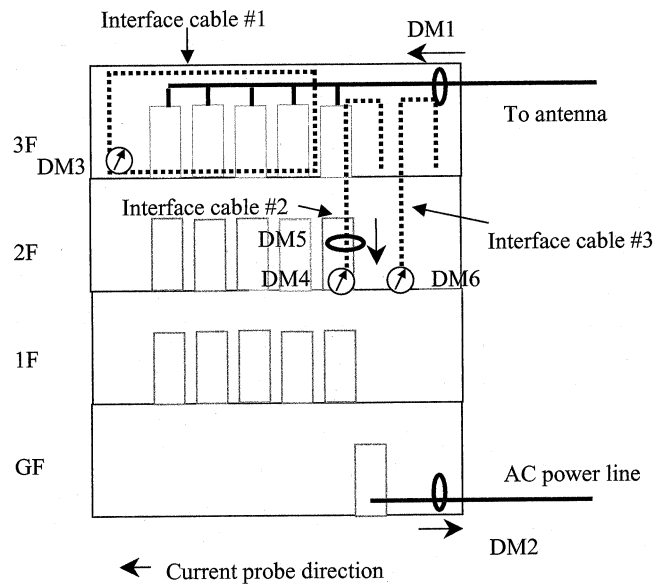 Interface cable #1
DM1
To antenna
3F
DM3
Interface cable #2
DM5
Interface cable #3
2F
DM4
DM6
1F
GF
AC power line
DM2
Current probe direction